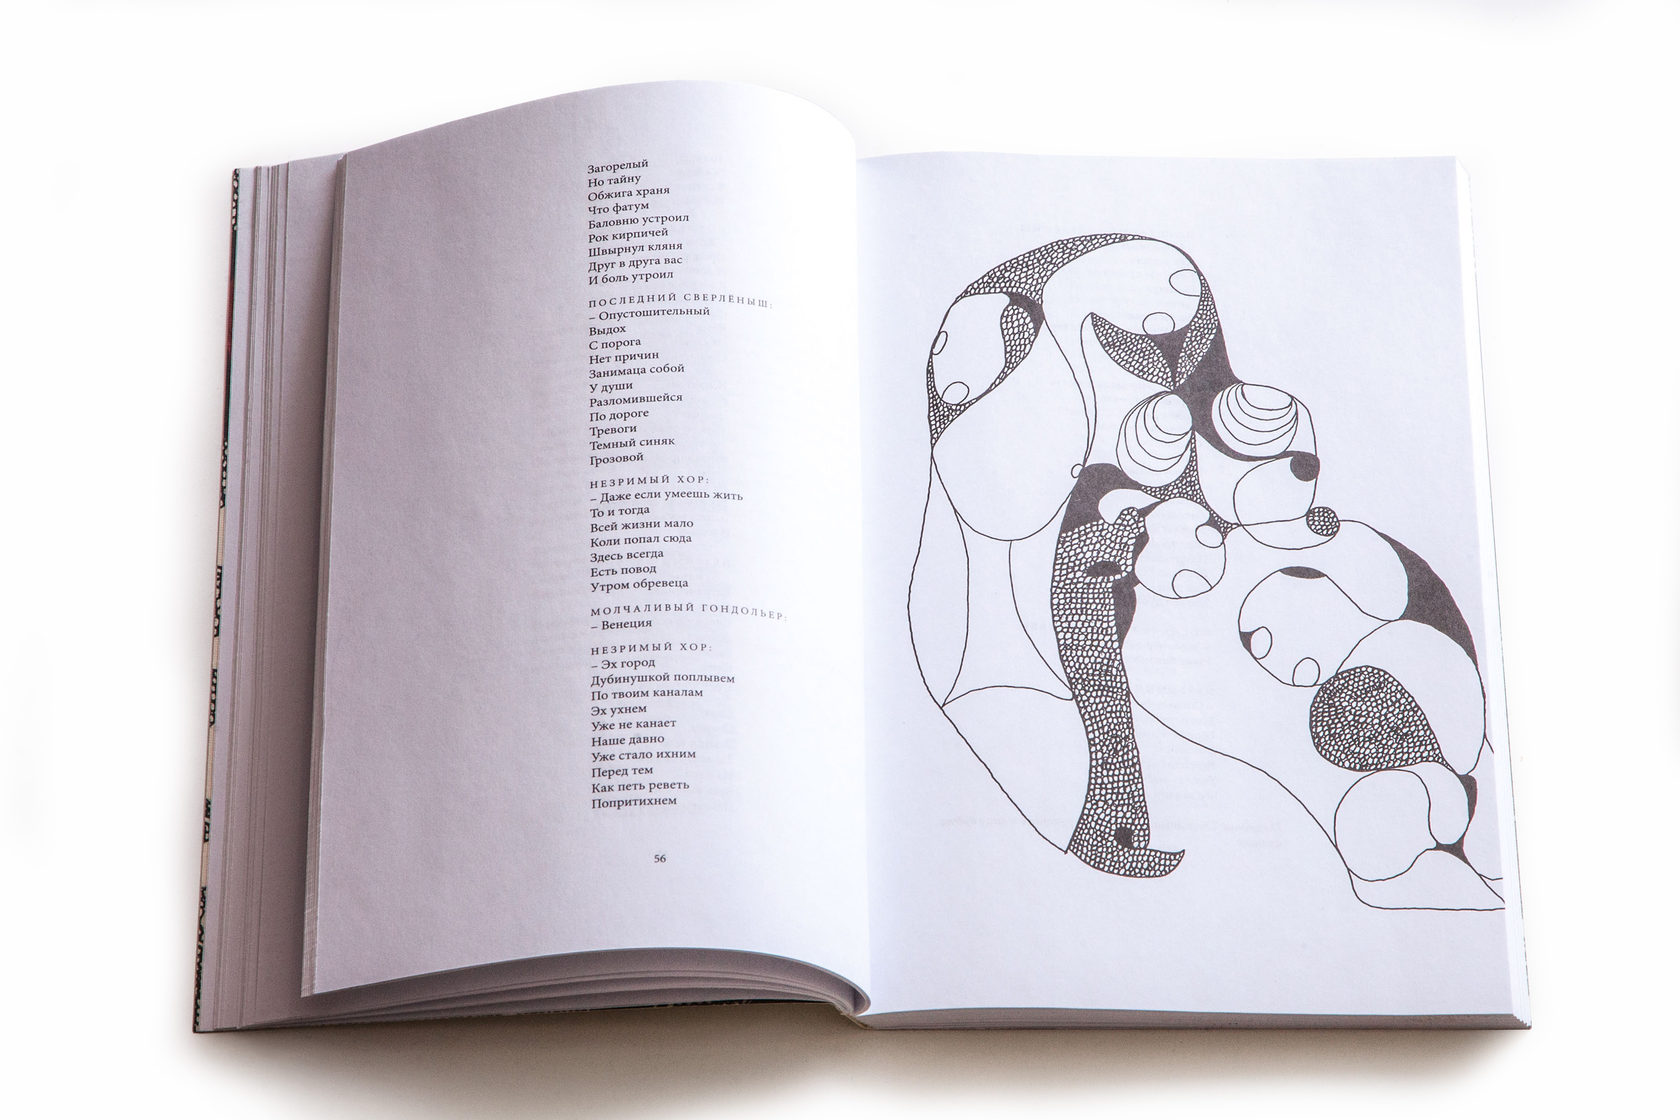 Загорелый
Но тайну
Обжига храня
Что фатум
Баловню устроил
Рок кирпичей
Швырнул кляня
Друг в друга вас
И боль утроил
ПОСЛЕДНИЙ СВЕРЛЁНЫШ:
– Опустошительный
Выдох
С порога
Нет причин
Занимаца собой
У души
Разломившейся
По дороге
Тревоги
Темный синяк
Грозовой
НЕЗРИМЫЙ ХОР:
– Даже если умеешь жить
То и тогда
Всей жизни мало
Коли попал сюда
Здесь всегда
Есть повод
Утром обревеца
МОЛЧАЛИВЫЙ ГОНДОЛЬЕР:
– Венеция
НЕЗРИМЫЙ ХОР:
– Эх город
Дубинушкой поплывем
По твоим каналам
Эх ухнем
Уже не канает
Наше давно
Уже стало ихним
Перед тем
Как петь реветь
Попритихнем
56